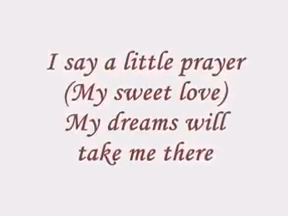 I say a little prayer
(My sweet love)
My dreams will
take me there